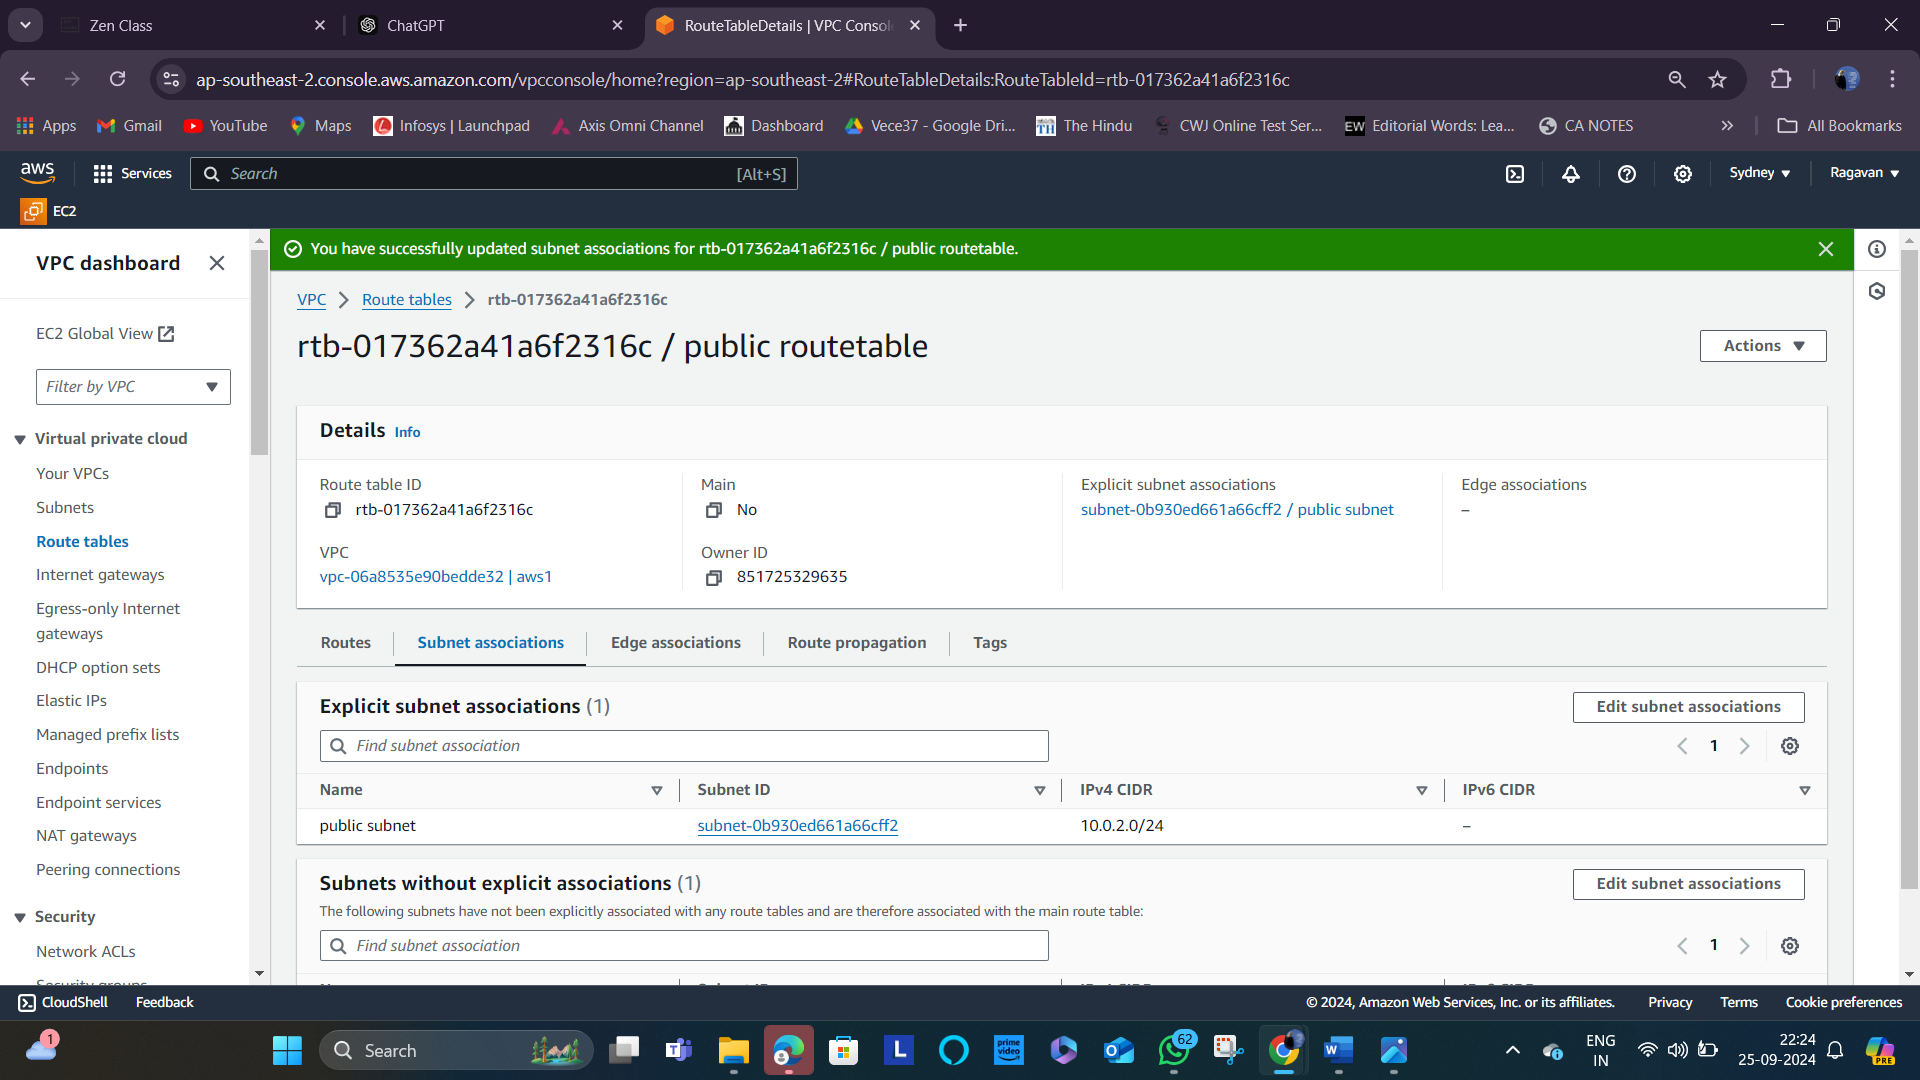 Zen Class
ChatGPT
RouteTableDetails | VPC Consol
ap-southeast-2.console.aws.amazon.com/vpcconsole/home?region=ap-southeast-2#RouteTableDetails:RouteTableId=rtb-017362a41a6f2316c
Apps
Gmail
YouTube
Maps
Infosys | Launchpad
Axis Omni Channel
Dashboard
Vece37 - Google Dri...
TH
The Hindu
CWJ Online Test Ser...
EW
Editorial Words: Lea...
CA NOTES
All Bookmarks
aws
Services
Search
[Alt+S]
Sydney
Ragavan
EC2
VPC dashboard
EC2 Global View
Filter by VPC
Virtual private cloud
Your VPCs
Subnets
Route tables
Internet gateways
Egress-only Internet
gateways
DHCP option sets
Elastic IPs
Managed prefix lists
Endpoints
Endpoint services
NAT gateways
Peering connections
Security
Network ACLs
Security groups
You have successfully updated subnet associations for rtb-017362a41a6f2316c / public routetable.
VPC
Route tables
rtb-017362a41a6f2316c
rtb-017362a41a6f2316c / public routetable
Actions
Details Info
Route table ID
rtb-017362a41a6f2316c
Main
No
Explicit subnet associations
subnet-0b930ed661a66cff2 / public subnet
Edge associations
–
VPC
vpc-06a8535e90bedde32 | aws1
Owner ID
851725329635
Routes
Subnet associations
Edge associations
Route propagation
Tags
Explicit subnet associations (1)
Edit subnet associations
Find subnet association
1
Name
Subnet ID
IPv4 CIDR
IPv6 CIDR
public subnet
subnet-0b930ed661a66cff2
10.0.2.0/24
–
Subnets without explicit associations (1)
Edit subnet associations
The following subnets have not been explicitly associated with any route tables and are therefore associated with the main route table:
Find subnet association
1
CloudShell
Feedback
© 2024, Amazon Web Services, Inc. or its affiliates.
Privacy
Terms
Cookie preferences
1
Search
L
prime
video
62
W
ENG
IN
22:24
25-09-2024
PRE